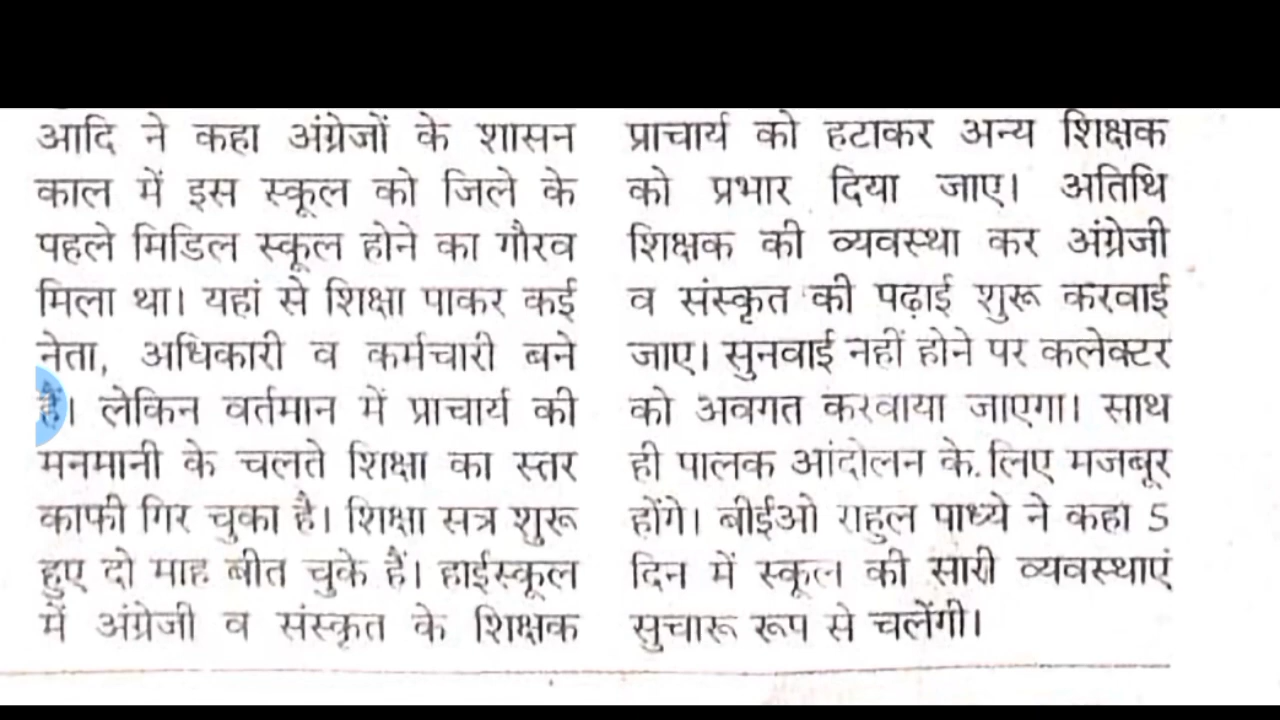 आदि ने कहा अंग्रेजों के शासन
काल में इस स्कूल को जिले के
पहले मिडिल स्कूल होने का गौरव
मिला था। यहां से शिक्षा पाकर कई
नेता, अधिकारी व कर्मचारी बने
हैं। लेकिन वर्तमान में प्राचार्य की
मनमानी के चलते शिक्षा का स्तर
काफी गिर चुका है। शिक्षा सत्र शुरू
हुए दो माह बीत चुके हैं। हाईस्कूल
में अंग्रेजी व संस्कृत के शिक्षक
प्राचार्य को हटाकर अन्य शिक्षक
को प्रभार दिया जाए। अतिथि
शिक्षक की व्यवस्था कर अंग्रेजी
व संस्कृत की पढ़ाई शुरू करवाई
जाए। सुनवाई नहीं होने पर कलेक्टर
को अवगत करवाया जाएगा। साथ
ही पालक आंदोलन के लिए मजबूर
होंगे। बीईओ राहुल पाध्ये ने कहा 5
दिन में स्कूल की सारी व्यवस्थाएं
सुचारू रूप से चलेंगी।